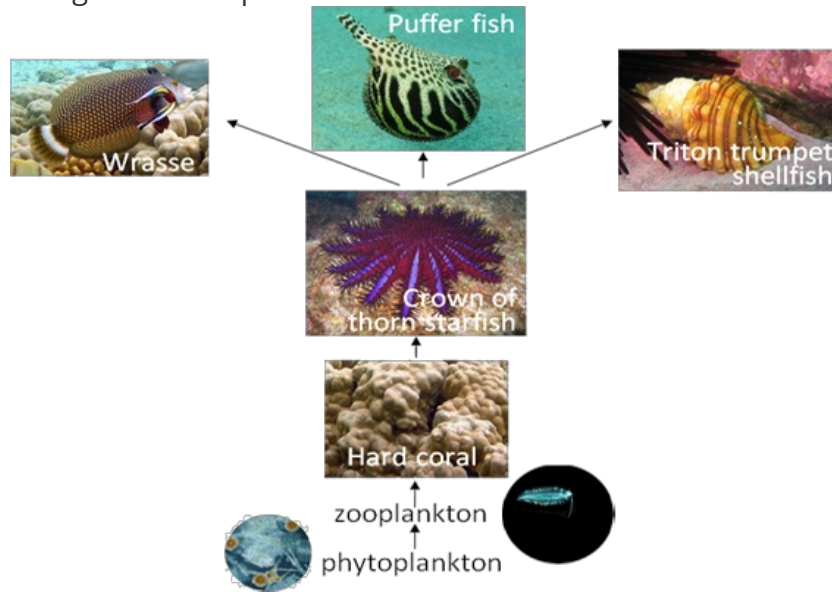 Puffer fish
Wrasse
Triton trumpet
shellfish
Crown of
thorn starfish
Hard coral
zooplankton
phytoplankton